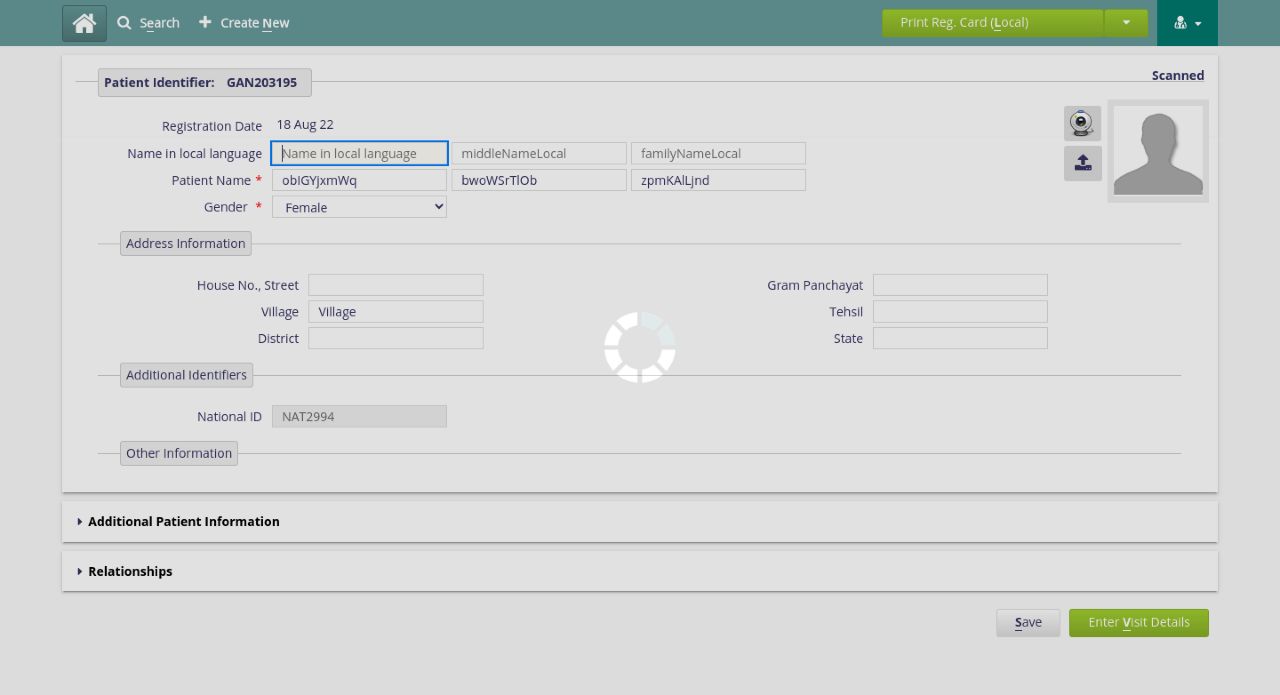 Search Create New Print Reg. Card (Local)
Patient Identifier: GAN203195 Scanned
Registration Date 18 Aug 22
Name in local language Name in local language middleNameLocal familyNameLocal
Patient Name * obIGYjxmWq bwoWSrTlOb zpmKAlLjnd
Gender * Female
Address Information
House No., Street Gram Panchayat
Village Village Tehsil
District State
Additional Identifiers
National ID NAT2994
Other Information
Additional Patient Information
Relationships
Save Enter Visit Details